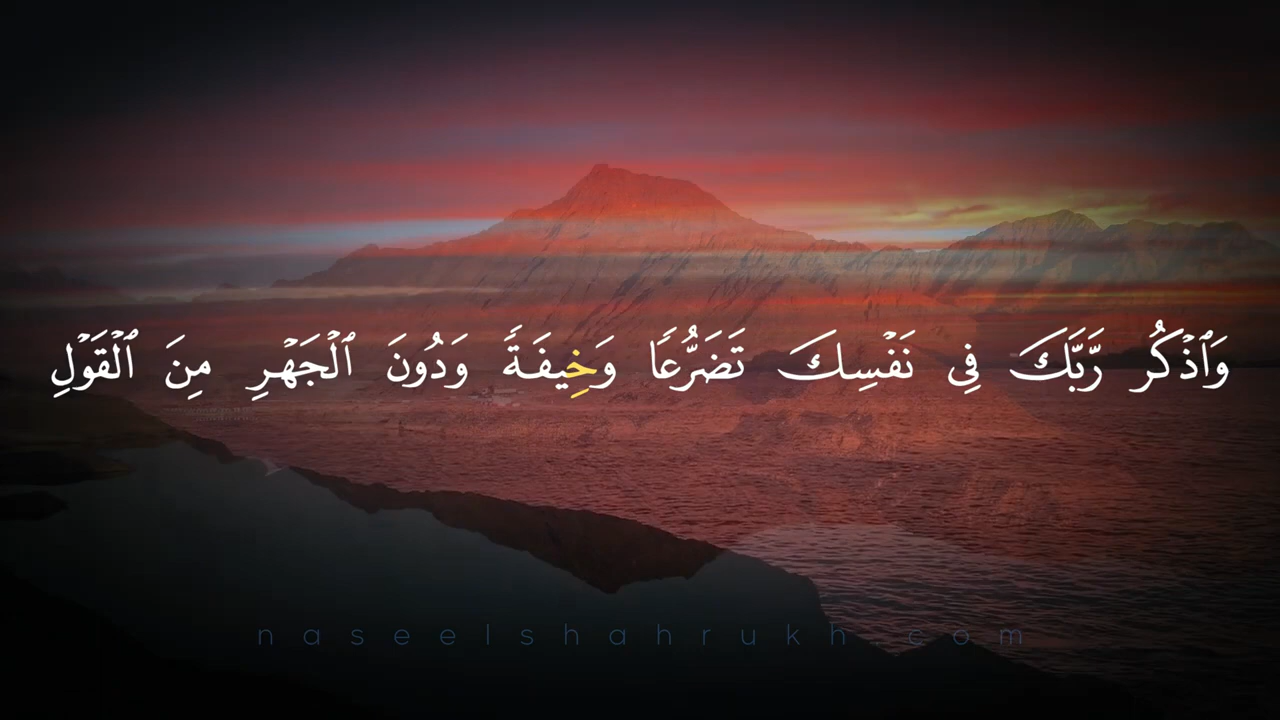 وَٱذۡكُر رَّبَّكَ فِي نَفۡسِكَ تَضَرُّعٗا وَخِيفَةٗ وَدُونَ ٱلۡجَهۡرِ مِنَ ٱلۡقَوۡلِ
naseelshahrukh.com